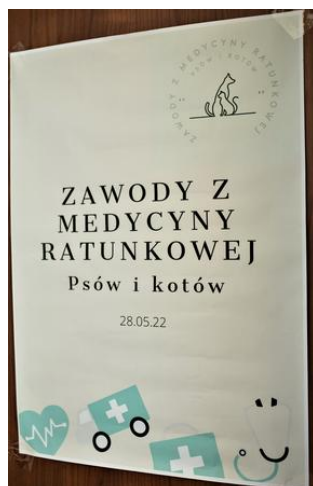 ZAWODY Z MEDYCYNY RATUNKOWEJ
PSÓW I KOTÓW
ZAWODY Z
MEDYCYNY
RATUNKOWEJ
Psów i kotów
28.05.22